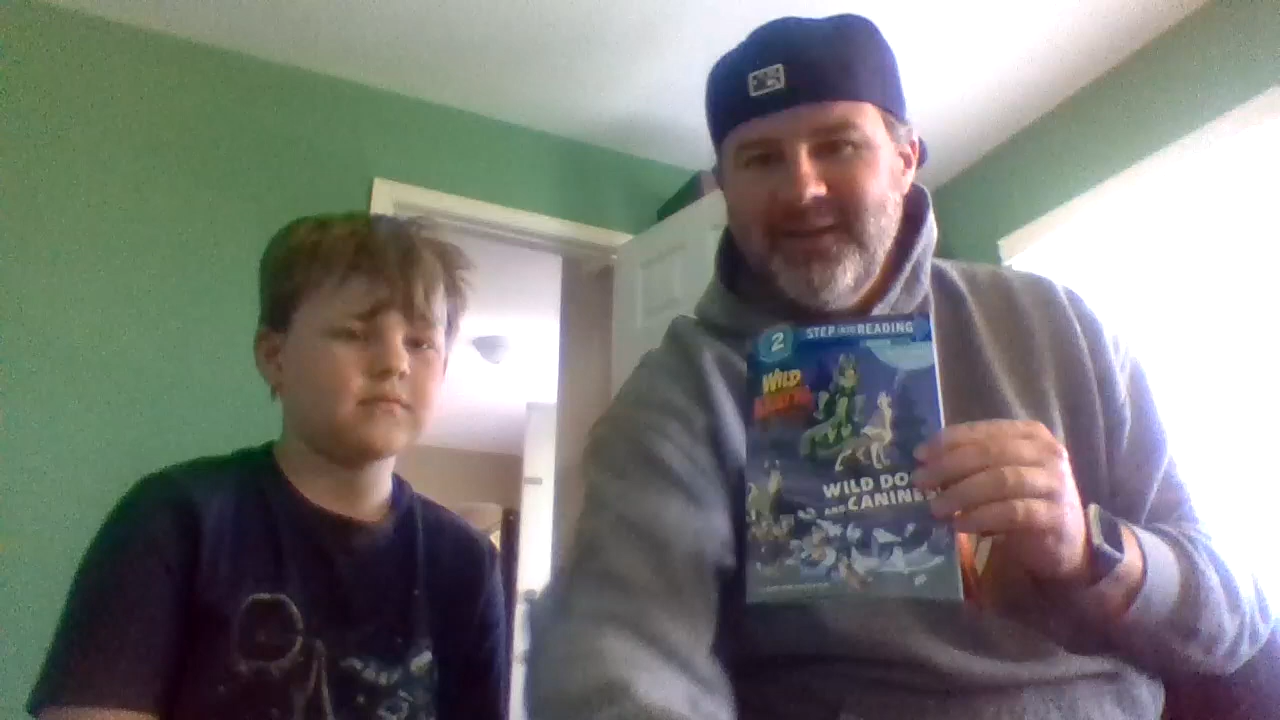 2
STEP INTO READING
WILD
KRATTS
WILD DO
AND CANINES